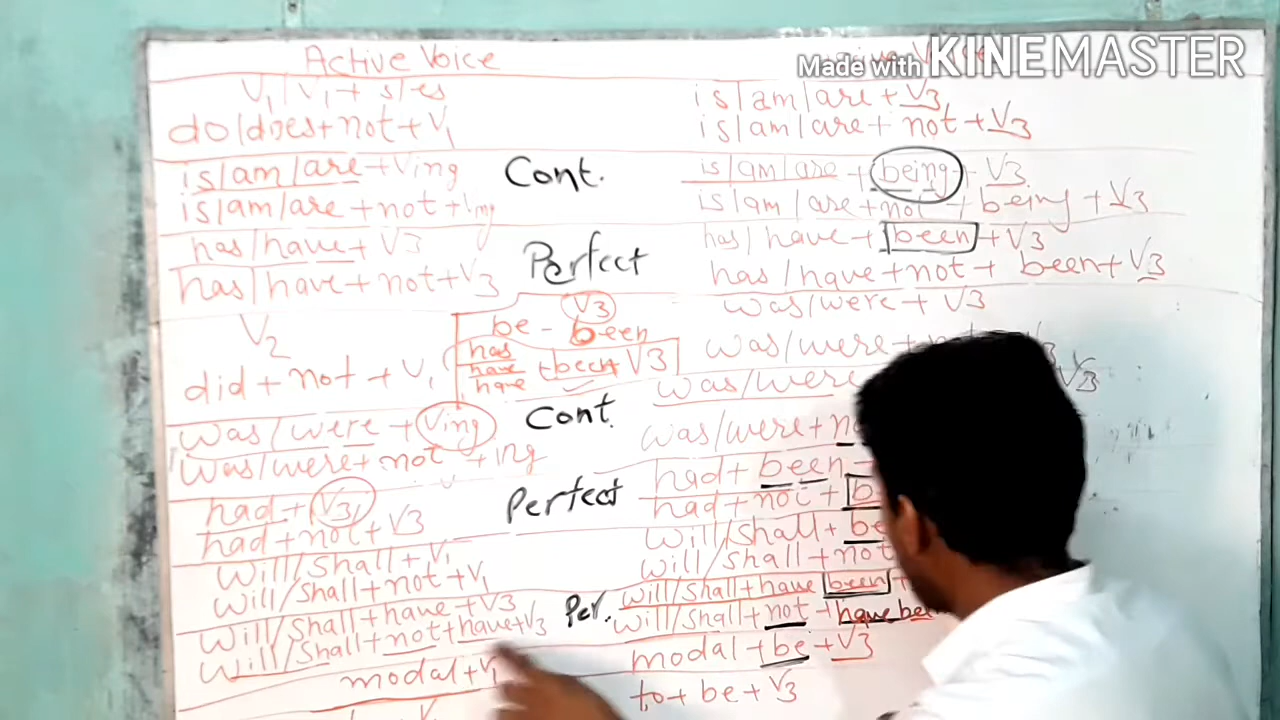 Active Voice
Made with KINEMASTER
V1/V1+s/es
is/am/are+V3
do/does+not+V1
is/am/are+not+V3
is/am/are+Ving
Cont.
is/am/are+being+V3
is/am/are+not+Ving
is/am/are+not+being+V3
has/have+V3
Perfect
has/have+been+V3
has/have+not+V3
has/have+not+been+V3
V2
V3
be-been
has
have
have
+been+V3
was/were+V3
did+not+V1
was/were+
V3
was/were+Ving
Cont.
was/were
V3
was/were+not+ing
was/were+
had+V3
Perfect
had+been
had+not+V3
had+not+
will/shall+V1
will/shall+be
will/shall+not+V1
will/shall+not
will/shall+have+V3
Per.
will/shall+have been+
will/shall+not+have+V3
will/shall+not+have been
modal+V1
modal+be+V3
to+be+V3